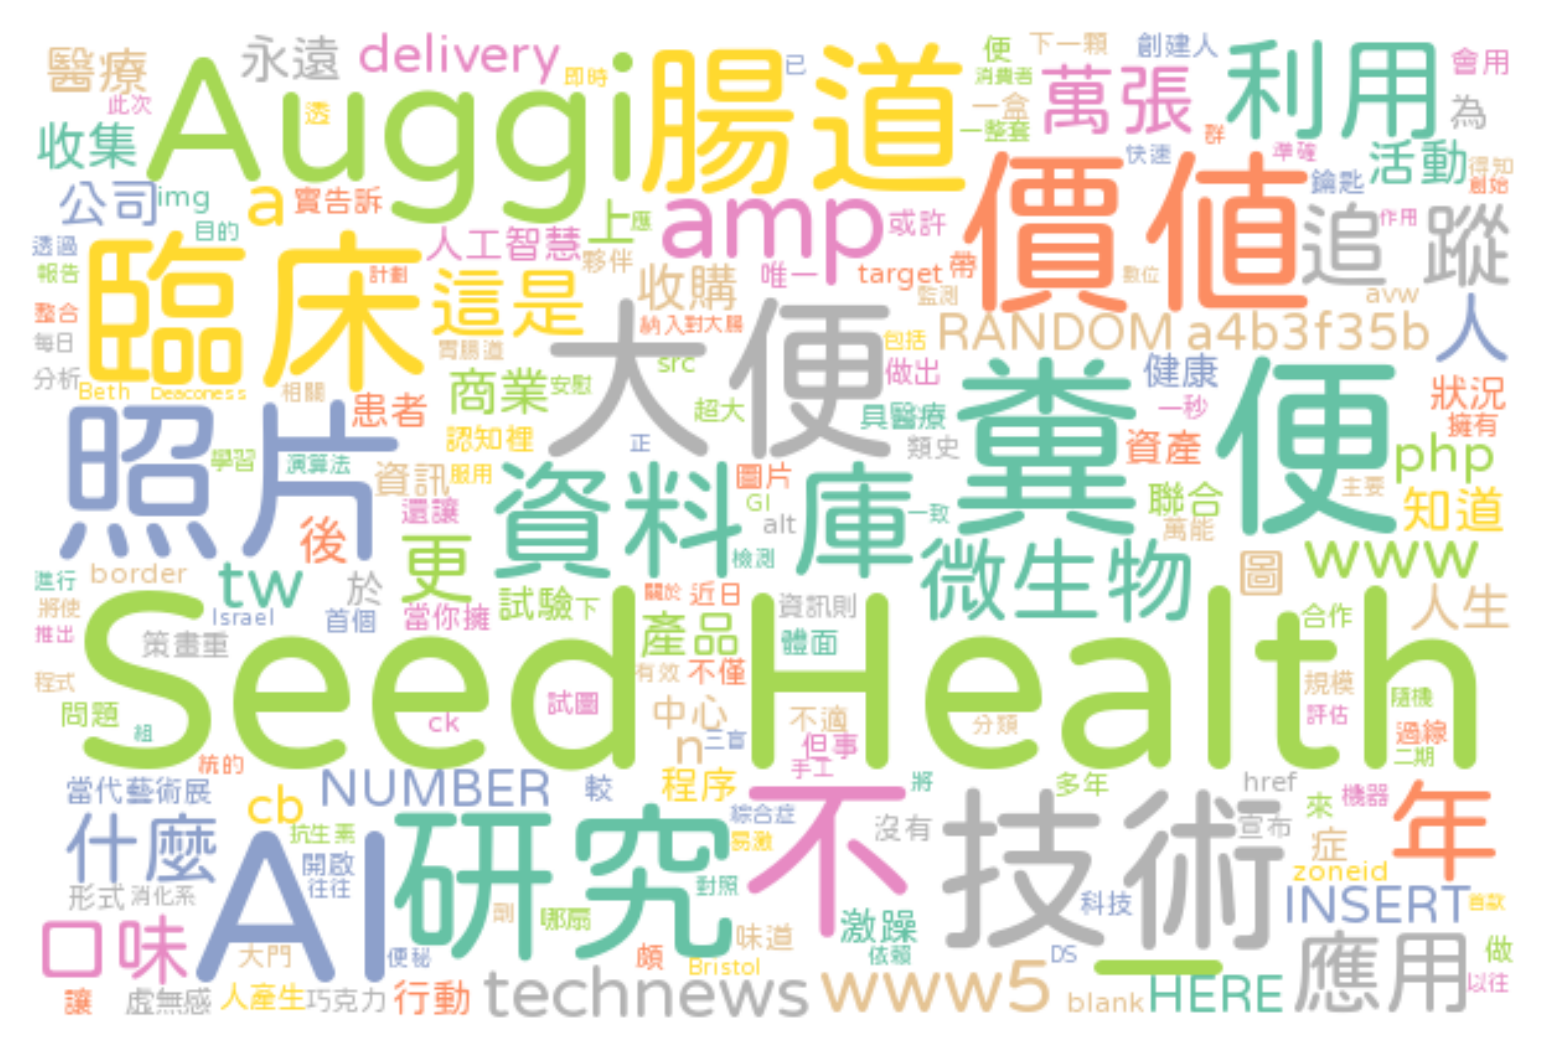 醫療
永遠
delivery
即時
已
便
下一顆
創建人
利用
會用
此次
Auggi
腸道
消費者
萬張
一盒
為
收集
透
一整套
群
快速
準確
活動
得知
創始
公司
img
a
實告訴
上
應
amp
或許
價值
鑰匙
追蹤
作用
目的
透過
人工智慧
報告
臨床
計劃
這是
夥伴
收購
唯一
target
帶
監測
數位
avw
整合
納入對大腸
RANDOM
a4b3f35b
人
每日
胃腸道
大便
包括
分析
src
做出
健康
Beth
Deaconess
相關
商業
安慰
超大
具醫療
一秒
狀況
擁有
照片
患者
認知裡
正
類史
糞便
資產
php
學習
演算法
資訊
服用
資料庫
圖片
主要
還讓
GI
一致
聯合
知道
後
alt
萬能
更
檢測
微生物
www
進行
border
tw
於
圖
將使
試驗
下
關於
近日
資訊則
人生
推出
Israel
首個
當你擁
產品
體面
合作
策畫重
Seed Health
程式
有效
不僅
規模
隨機
問題
試圖
中心
不適
分類
評估
組
ck
n
三盲
但事
過線
二期
統的
手工
當代藝術展
NUMBER
較
程序
將
多年
href
機器
cb
來
年
什麼
抗生素
AI
研究
綜合症
不
沒有
技術
宣布
易激
症
開啟
往往
zoneid
形式
消化系
對照
INSERT
首款
口味
劑
哪扇
激躁
科技
味道
大門
便秘
頗
依賴
DS
_
應用
做
Bristol
以往
讓
虛無感
人產生
巧克力
行動
technews
www5
blank
HERE